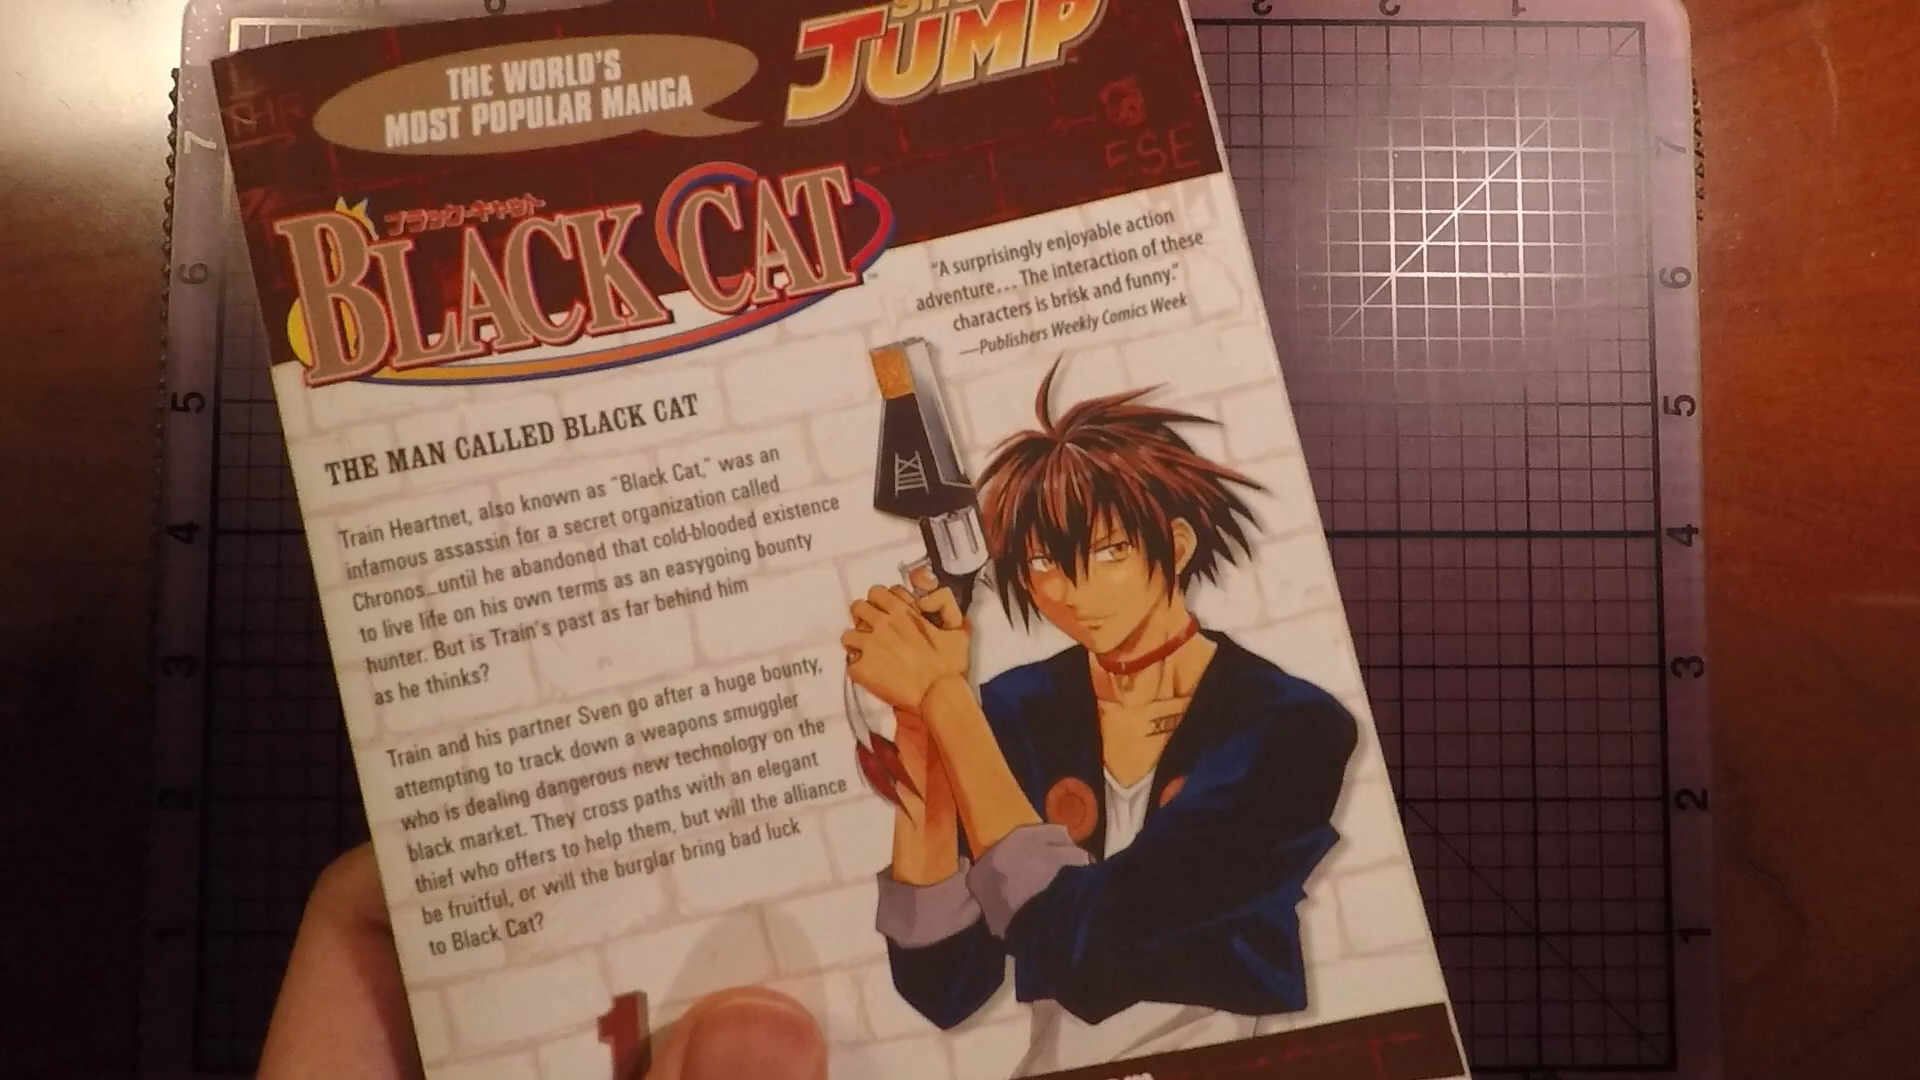 THE WORLD'S
MOST POPULAR MANGA
JUMP
ESE
ブラック・キャット
BLACK CAT™
"A surprisingly enjoyable action
adventure... The interaction of these
characters is brisk and funny."
—Publishers Weekly Comics Week
THE MAN CALLED BLACK CAT
Train Heartnet, also known as "Black Cat," was an
infamous assassin for a secret organization called
Chronos...until he abandoned that cold-blooded existence
to live life on his own terms as an easygoing bounty
hunter. But is Train's past as far behind him
as he thinks?
Train and his partner Sven go after a huge bounty,
attempting to track down a weapons smuggler
who is dealing dangerous new technology on the
black market. They cross paths with an elegant
thief who offers to help them, but will the alliance
be fruitful, or will the burglar bring bad luck
to Black Cat?
XIII
1
7
6
5
4
3
2
1
2
2
1
7
6
5
4
3
2
1